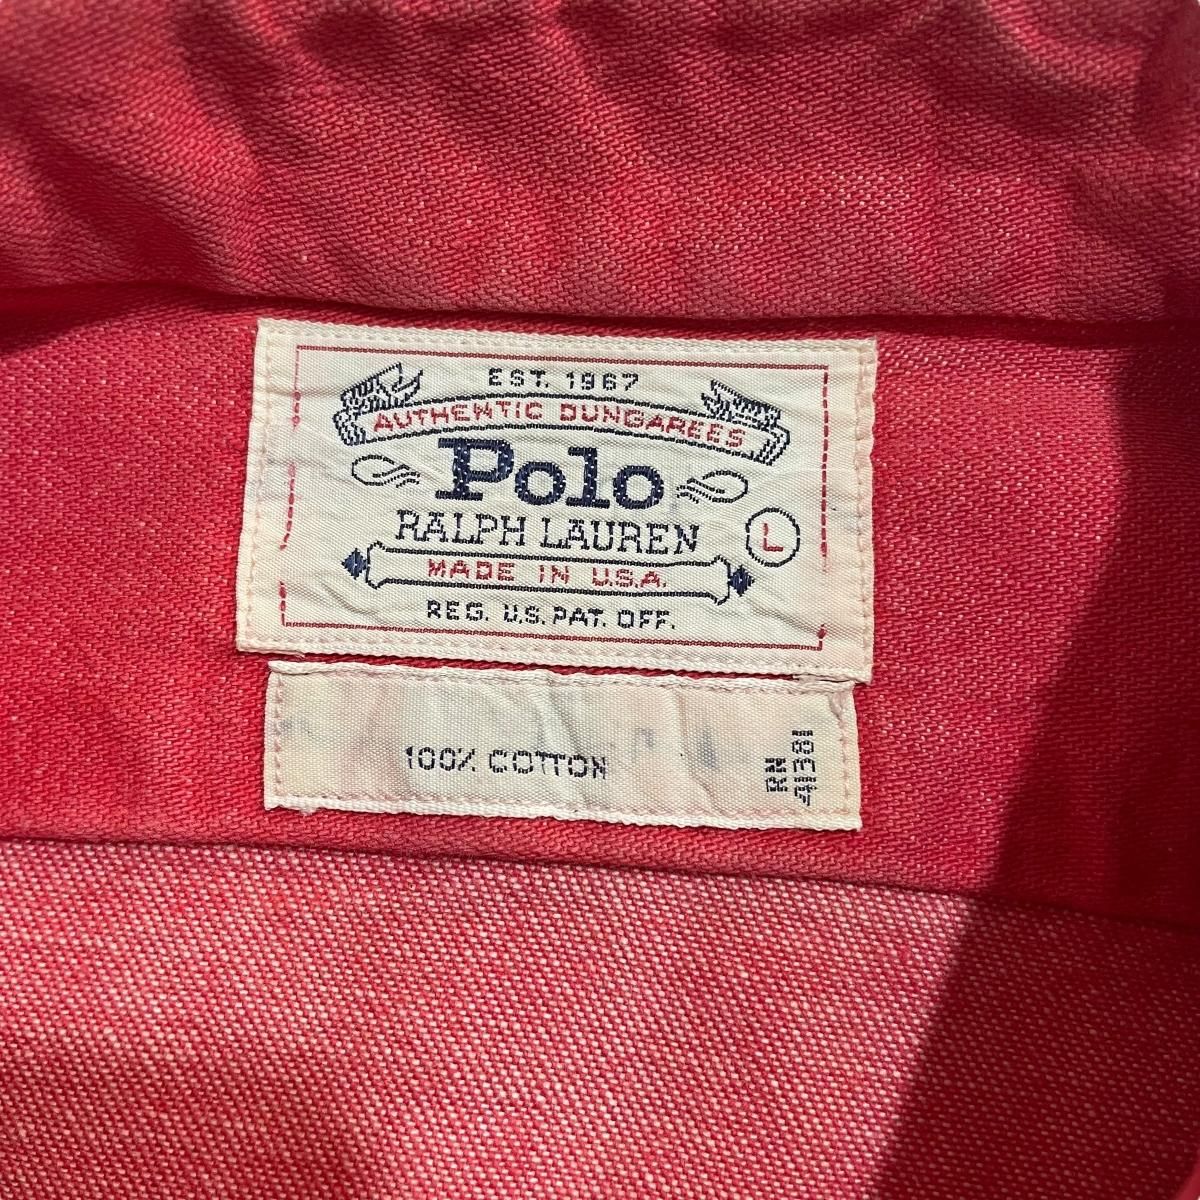 EST. 1967
AUTHENTIC DUNGAREES
Polo
RALPH LAUREN
L
MADE IN U.S.A.
REG. U.S. PAT. OFF.
100% COTTON
RN
41381